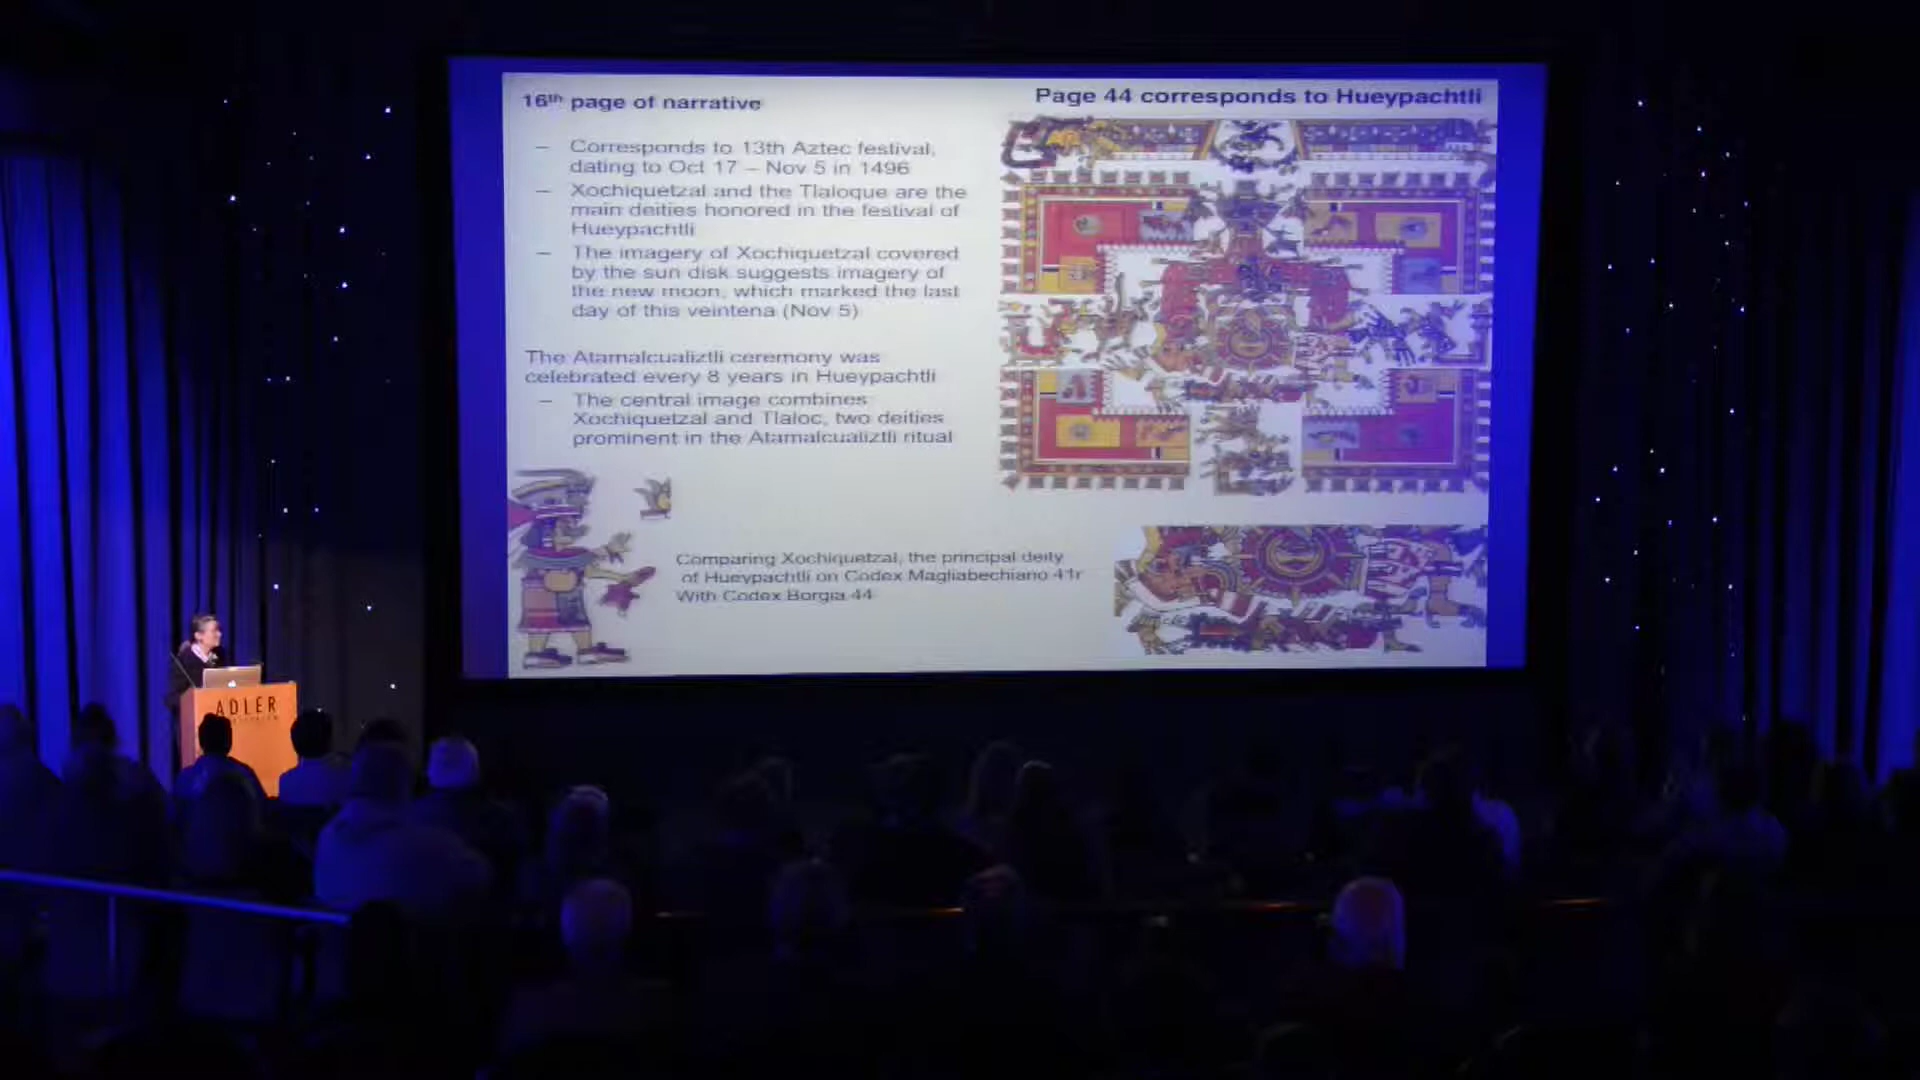 16th page of narrative
Page 44 corresponds to Hueypachtli
– Corresponds to 13th Aztec festival,
dating to Oct 17 – Nov 5 in 1496
– Xochiquetzal and the Tlaloque are the
main deities honored in the festival of
Hueypachtli
– The imagery of Xochiquetzal covered
by the sun disk suggests imagery of
the new moon, which marked the last
day of this veintena (Nov 5)
The Atamalcualiztli ceremony was
celebrated every 8 years in Hueypachtli
– The central image combines
Xochiquetzal and Tlaloc, two deities
prominent in the Atamalcualiztli ritual
Comparing Xochiquetzal, the principal deity
of Hueypachtli on Codex Magliabechiano 41r
With Codex Borgia 44
ADLER